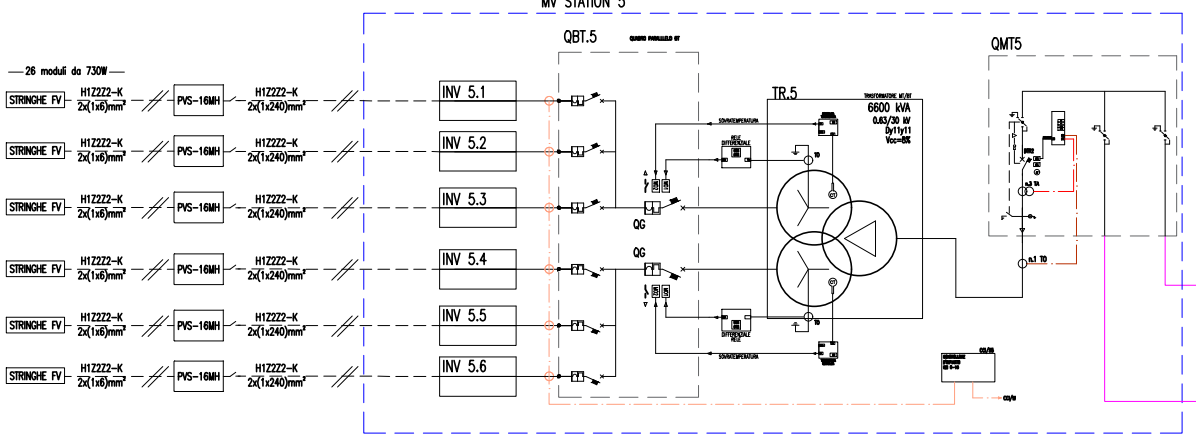 MV STATION 5
QBT.5
QUADRO PARALLELO BT
QMT5
26 moduli da 730W
STRINGHE FV
H1Z2Z2-K
2x(1x6)mm²
PVS-16MH
H1Z2Z2-K
2x(1x240)mm²
INV 5.1
TR.5
TRASFORMATORE MT/BT
6600 kVA
0.63/30 kV
Dy11y11
Vcc=8%
SOVRATEMPERATURA
RELE
DIFFERENZIALE
TO
STRINGHE FV
H1Z2Z2-K
2x(1x6)mm²
PVS-16MH
H1Z2Z2-K
2x(1x240)mm²
INV 5.2
n.3 TA
STRINGHE FV
H1Z2Z2-K
2x(1x6)mm²
PVS-16MH
H1Z2Z2-K
2x(1x240)mm²
INV 5.3
QG
STRINGHE FV
H1Z2Z2-K
2x(1x6)mm²
PVS-16MH
H1Z2Z2-K
2x(1x240)mm²
INV 5.4
QG
n.1 TO
STRINGHE FV
H1Z2Z2-K
2x(1x6)mm²
PVS-16MH
H1Z2Z2-K
2x(1x240)mm²
INV 5.5
TO
DIFFERENZIALE
RELE
SOVRATEMPERATURA
STRINGHE FV
H1Z2Z2-K
2x(1x6)mm²
PVS-16MH
H1Z2Z2-K
2x(1x240)mm²
INV 5.6